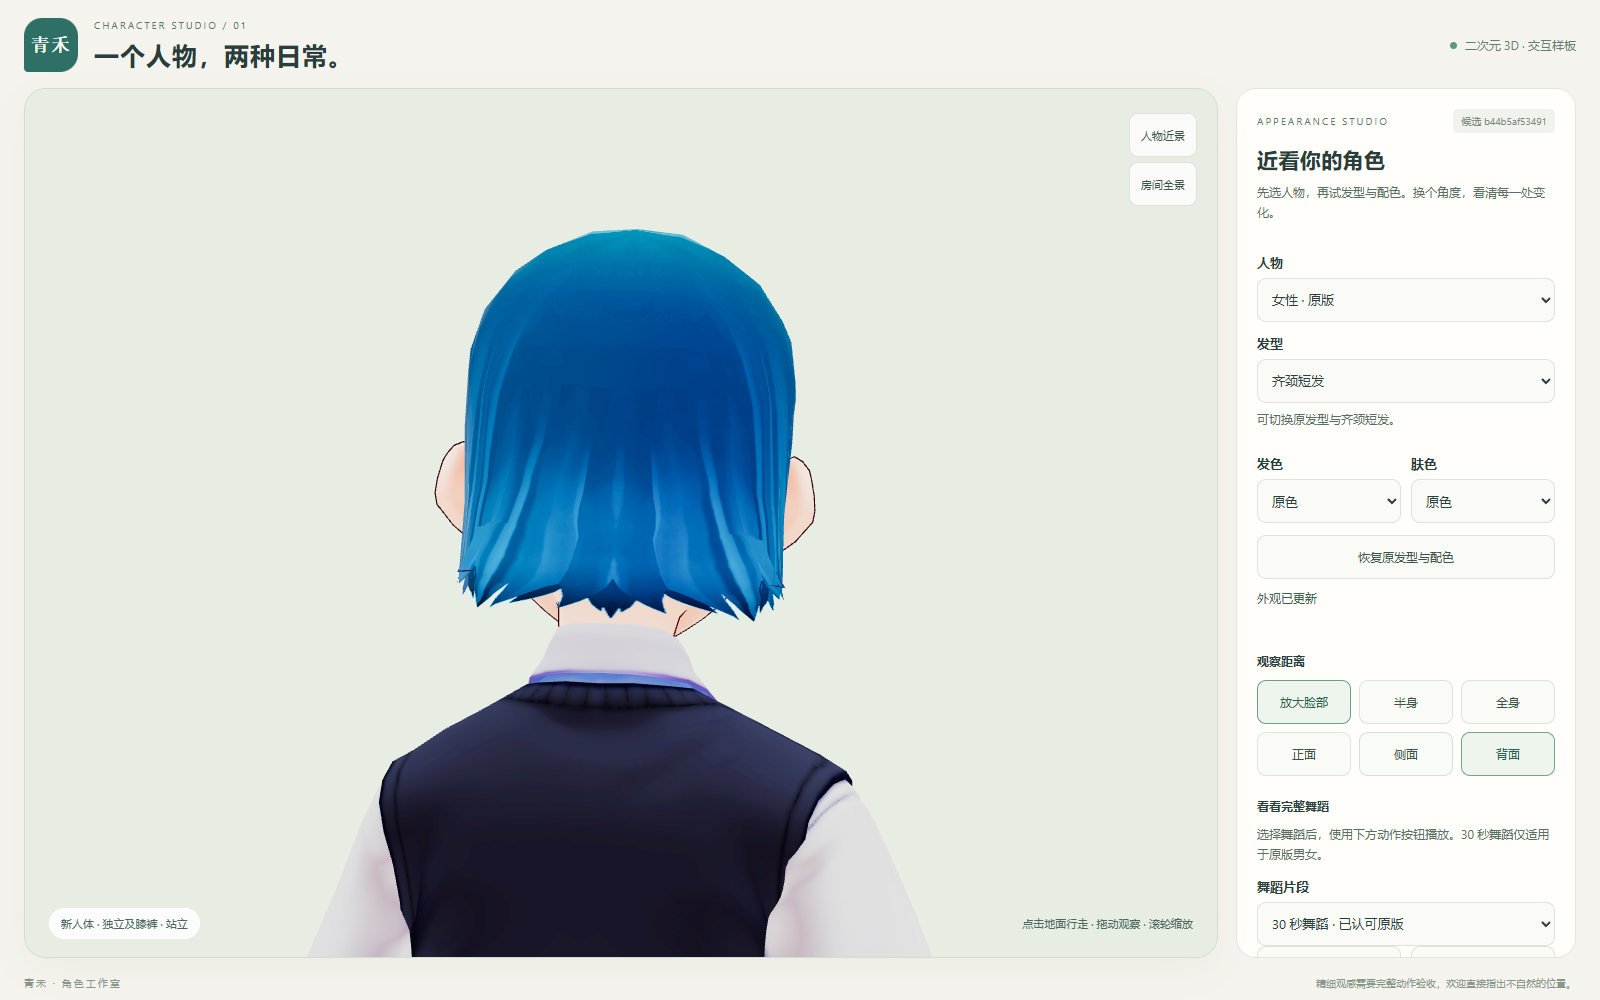 青禾
CHARACTER STUDIO / 01
一个人物，两种日常。
二次元 3D · 交互样板
人物近景
房间全景
新人体 · 独立及膝裤 · 站立
点击地面行走 · 拖动观察 · 滚轮缩放
APPEARANCE STUDIO
候选 b44b5af53491
近看你的角色
先选人物，再试发型与配色。换个角度，看清每一处变
化。
人物
女性 · 原版
发型
齐颈短发
可切换原发型与齐颈短发。
发色
肤色
原色
原色
恢复原发型与配色
外观已更新
观察距离
放大脸部
半身
全身
正面
侧面
背面
看看完整舞蹈
选择舞蹈后，使用下方动作按钮播放。30 秒舞蹈仅适用
于原版男女。
舞蹈片段
30 秒舞蹈 · 已认可原版
青禾 · 角色工作室
精细观感需要完整动作验收，欢迎直接指出不自然的位置。